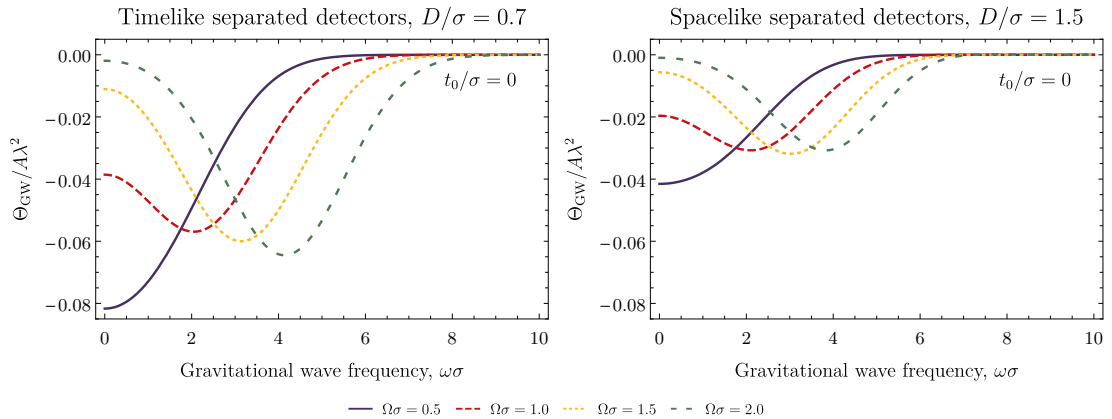 Timelike separated detectors, D/σ = 0.7
0.00
−0.02
−0.04
−0.06
−0.08
Θ_GW/Aλ²
t₀/σ = 0
0 2 4 6 8 10
Gravitational wave frequency, ωσ
Spacelike separated detectors, D/σ = 1.5
0.00
−0.02
−0.04
−0.06
−0.08
Θ_GW/Aλ²
t₀/σ = 0
0 2 4 6 8 10
Gravitational wave frequency, ωσ
Ωσ = 0.5 Ωσ = 1.0 Ωσ = 1.5 Ωσ = 2.0